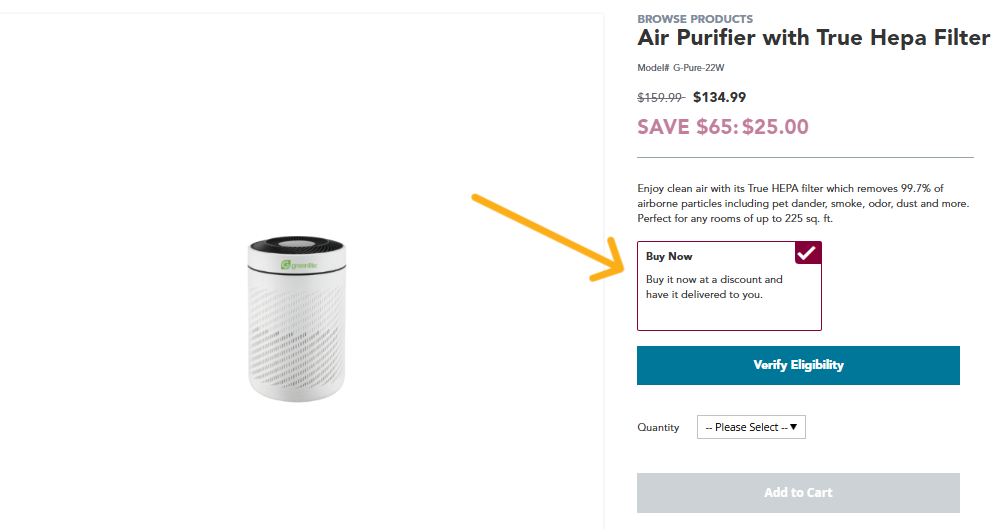 BROWSE PRODUCTS
Air Purifier with True Hepa Filter
Model# G-Pure-22W
$159.99 $134.99
SAVE $65: $25.00
Enjoy clean air with its True HEPA filter which removes 99.7% of
airborne particles including pet dander, smoke, odor, dust and more.
Perfect for any rooms of up to 225 sq. ft.
Buy Now
Buy it now at a discount and
have it delivered to you.
greenlite
Verify Eligibility
Quantity -- Please Select --
Add to Cart